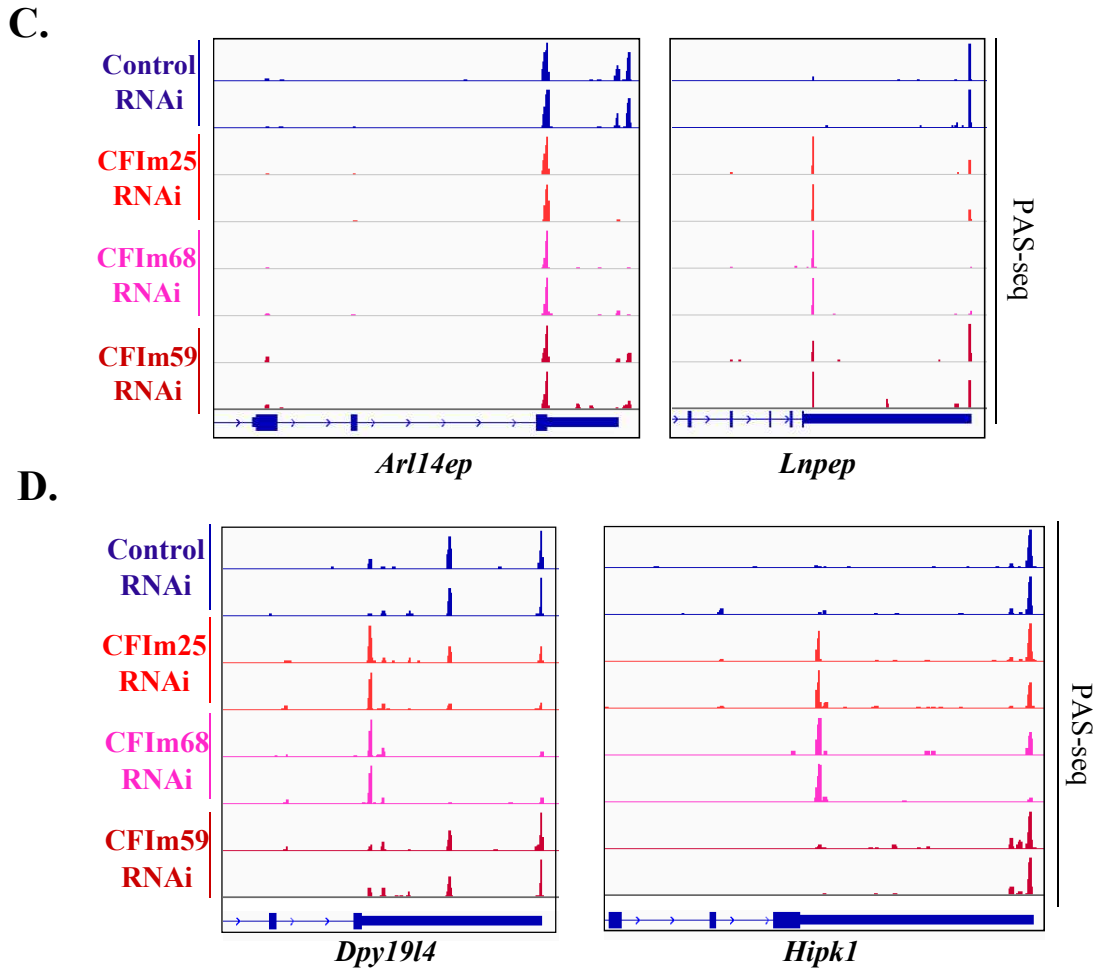 C.
Control
RNAi
CFIm25
RNAi
CFIm68
RNAi
CFIm59
RNAi
PAS-seq
Arl14ep
Lnpep
D.
Control
RNAi
CFIm25
RNAi
CFIm68
RNAi
CFIm59
RNAi
PAS-seq
Dpy19l4
Hipk1